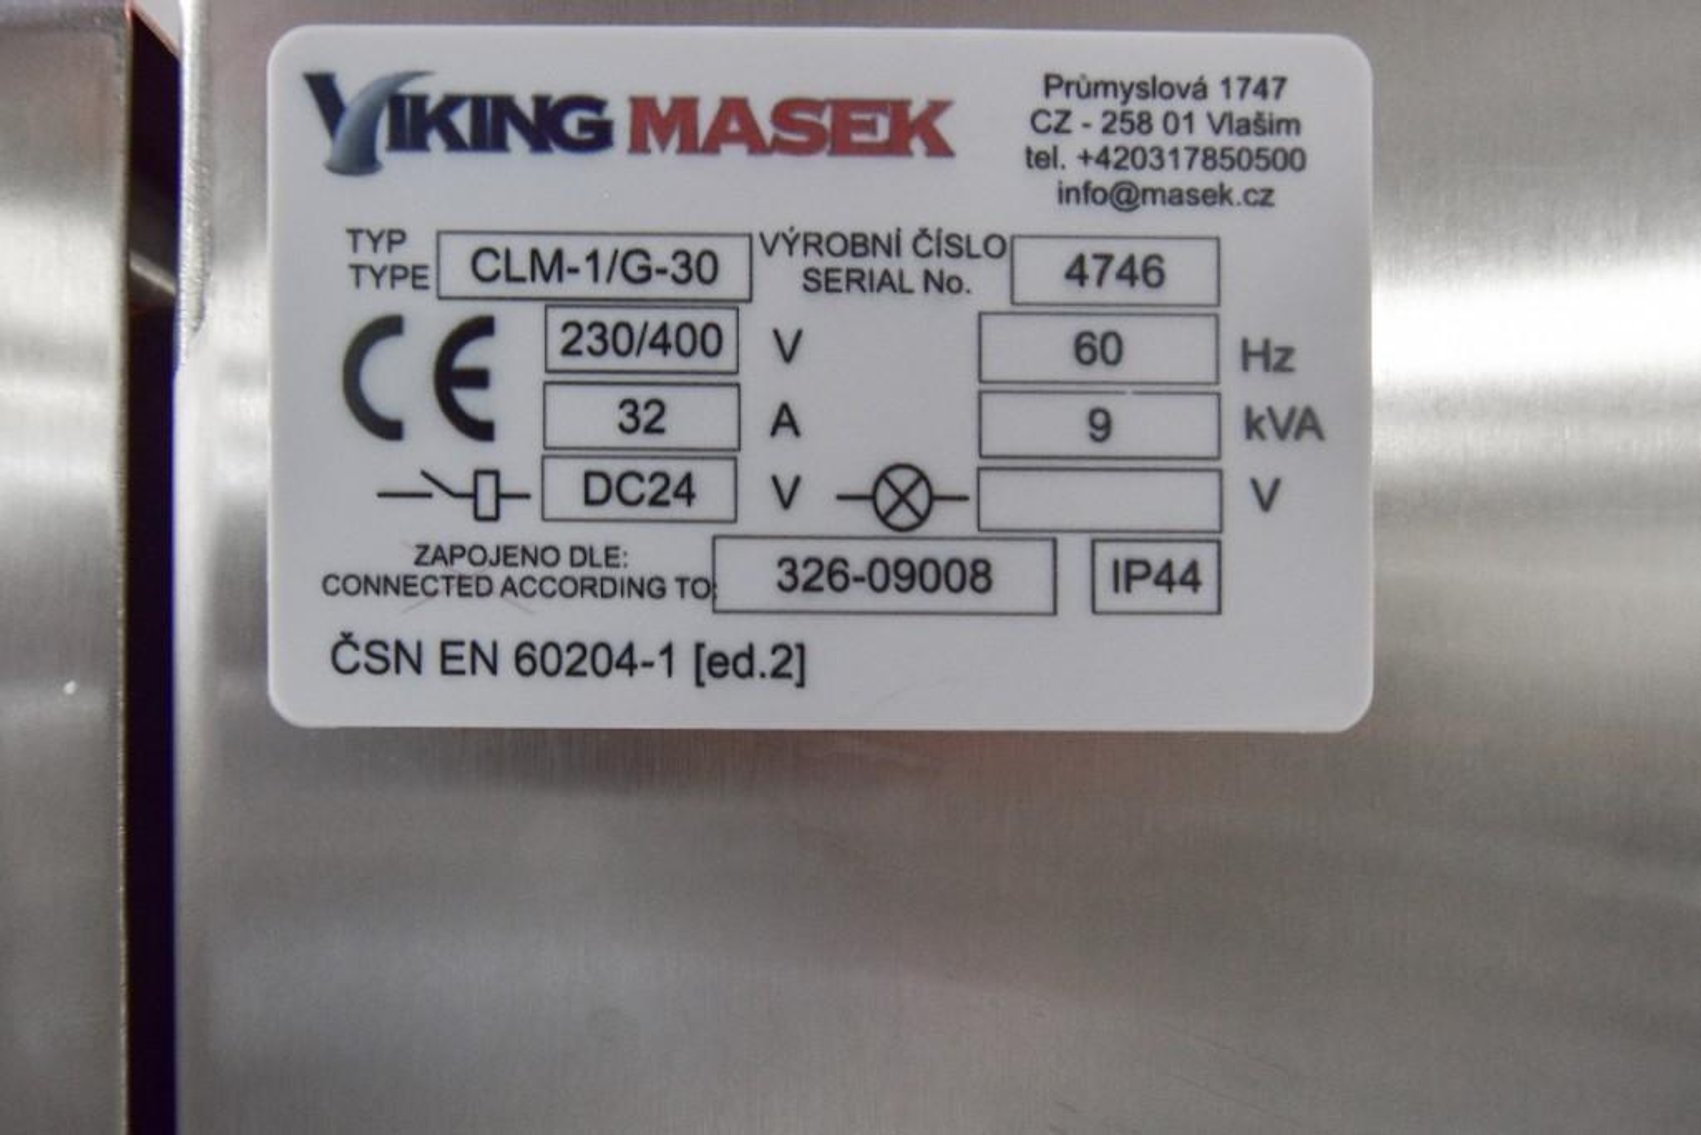 VIKING MASEK
Průmyslová 1747
CZ - 258 01 Vlašim
tel. +420317850500
info@masek.cz
TYP
TYPE
CLM-1/G-30
VÝROBNÍ ČÍSLO
SERIAL No.
4746
CE
230/400 V
60 Hz
32 A
9 kVA
DC24 V
V
ZAPOJENO DLE:
CONNECTED ACCORDING TO:
326-09008
IP44
ČSN EN 60204-1 [ed.2]